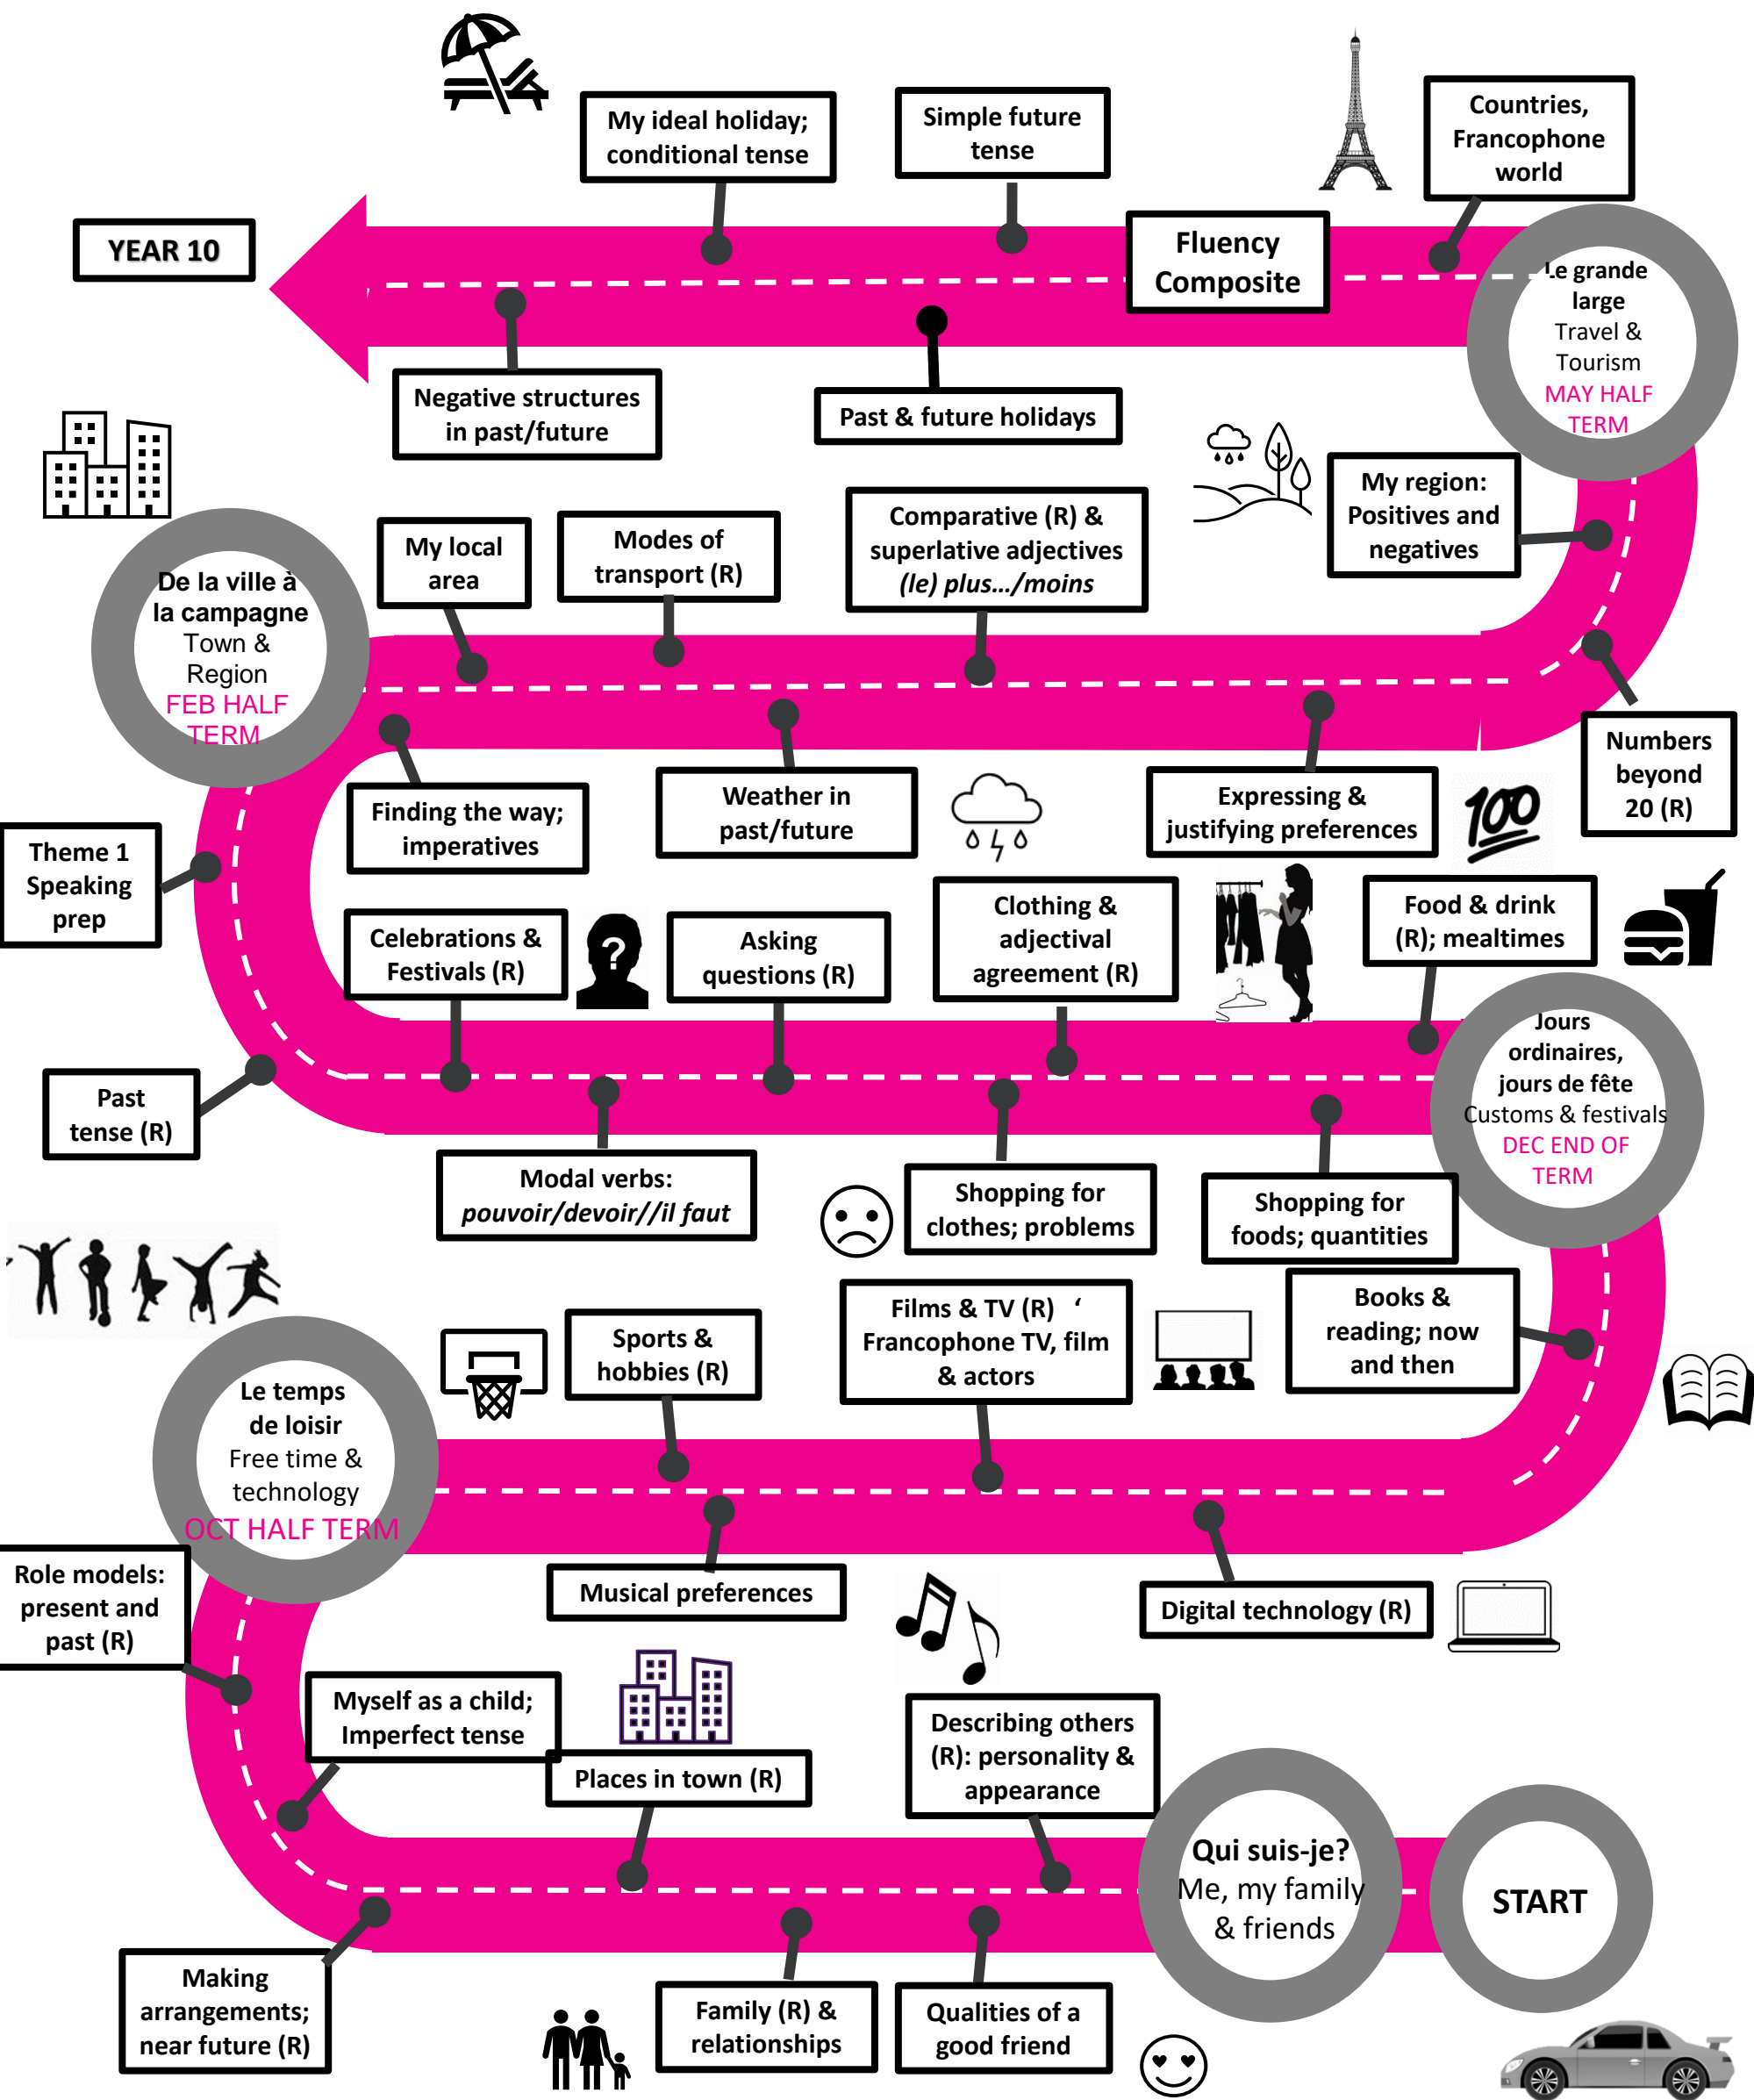 My ideal holiday;
conditional tense
Simple future
tense
Countries,
Francophone
world
YEAR 10
Fluency
Composite
Le grande
large
Travel &
Tourism
MAY HALF
TERM
Negative structures
in past/future
Past & future holidays
My region:
Positives and
negatives
De la ville à
la campagne
Town &
Region
FEB HALF
TERM
My local
area
Modes of
transport (R)
Comparative (R) &
superlative adjectives
(le) plus.../moins
Numbers
beyond
20 (R)
Finding the way;
imperatives
Weather in
past/future
Expressing &
justifying preferences
100
Theme 1
Speaking
prep
Celebrations &
Festivals (R)
?
Asking
questions (R)
Clothing &
adjectival
agreement (R)
Food & drink
(R); mealtimes
Jours
ordinaires,
jours de fête
Customs & festivals
DEC END OF
TERM
Past
tense (R)
Modal verbs:
pouvoir/devoir//il faut
Shopping for
clothes; problems
Shopping for
foods; quantities
Books &
reading; now
and then
Films & TV (R) ‘
Francophone TV, film
& actors
Sports &
hobbies (R)
Le temps
de loisir
Free time &
technology
OCT HALF TERM
Musical preferences
Digital technology (R)
Role models:
present and
past (R)
Myself as a child;
Imperfect tense
Places in town (R)
Describing others
(R): personality &
appearance
Qui suis-je?
Me, my family
& friends
START
Making
arrangements;
near future (R)
Family (R) &
relationships
Qualities of a
good friend